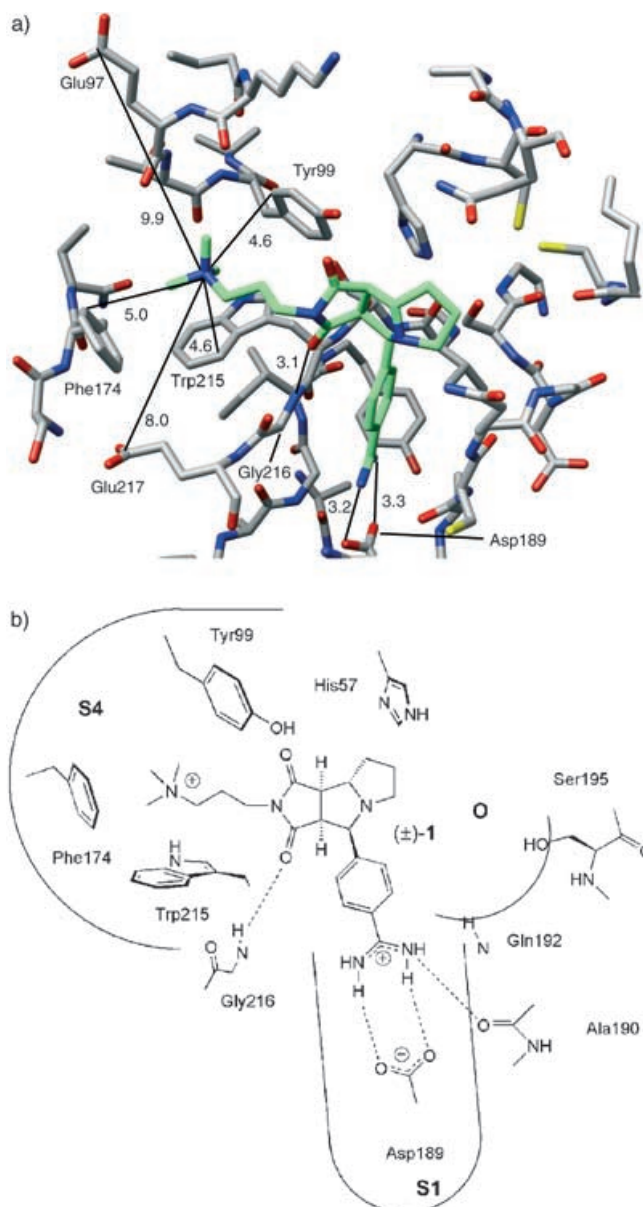 a)
Glu97
Tyr99
9.9
4.6
5.0
4.6
Phe174
Trp215
3.1
8.0
Glu217
Gly216
3.2
3.3
Asp189
b)
Tyr99
His57
S4
N
NH
OH
O
H
N
⊕
N
N
(±)-1
O
Ser195
HO
O
N
H
Phe174
H
N
O
H
Trp215
H
N
O
Gly216
H
N
Gln192
NH
⊕
NH
H
H
O
Ala190
NH
⊖
O
O
Asp189
S1